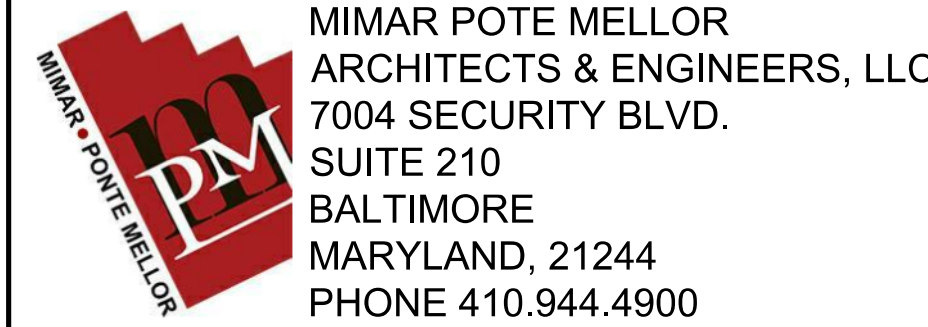 MIMAR • PONTE MELLOR
mPM
MIMAR POTE MELLOR
ARCHITECTS & ENGINEERS, LLC
7004 SECURITY BLVD.
SUITE 210
BALTIMORE
MARYLAND, 21244
PHONE 410.944.4900